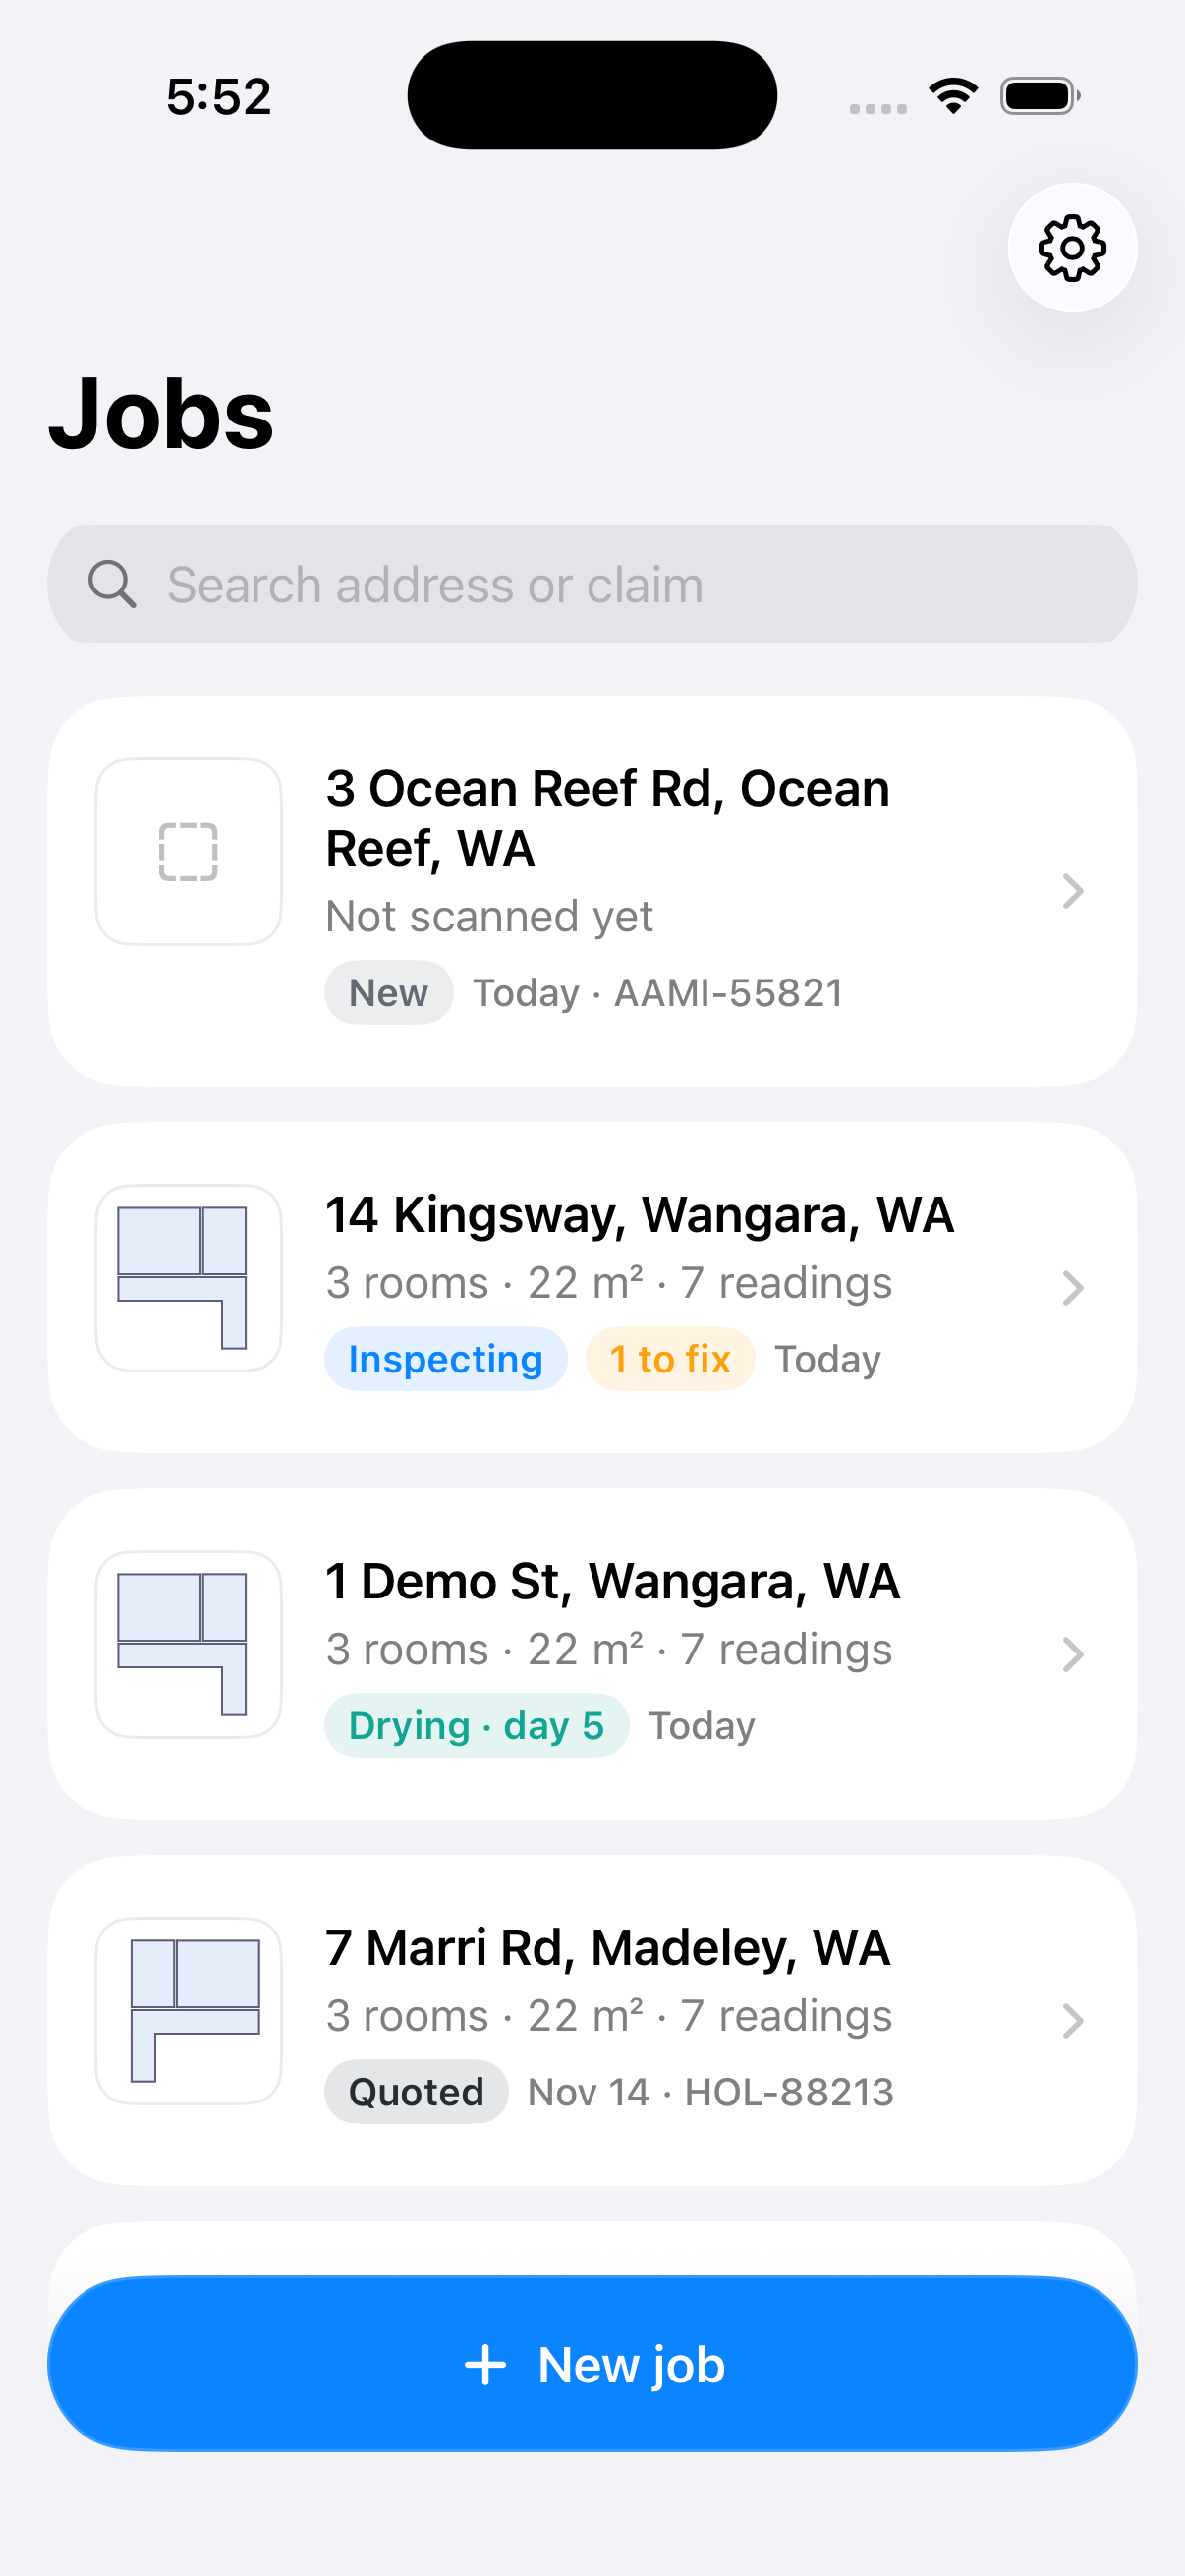 5:52
Jobs
Search address or claim
3 Ocean Reef Rd, Ocean
Reef, WA
Not scanned yet
New Today · AAMI-55821
14 Kingsway, Wangara, WA
3 rooms · 22 m² · 7 readings
Inspecting 1 to fix Today
1 Demo St, Wangara, WA
3 rooms · 22 m² · 7 readings
Drying · day 5 Today
7 Marri Rd, Madeley, WA
3 rooms · 22 m² · 7 readings
Quoted Nov 14 · HOL-88213
+ New job